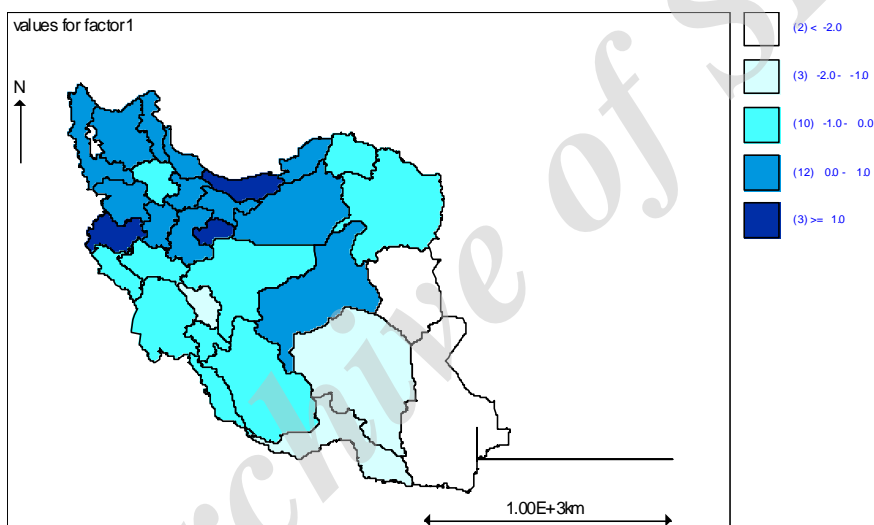 values for factor1
N
(2) < -2.0
(3) -2.0 - -1.0
(10) -1.0 - 0.0
(12) 0.0 - 1.0
(3) >= 1.0
1.00E+3km
Archive of S